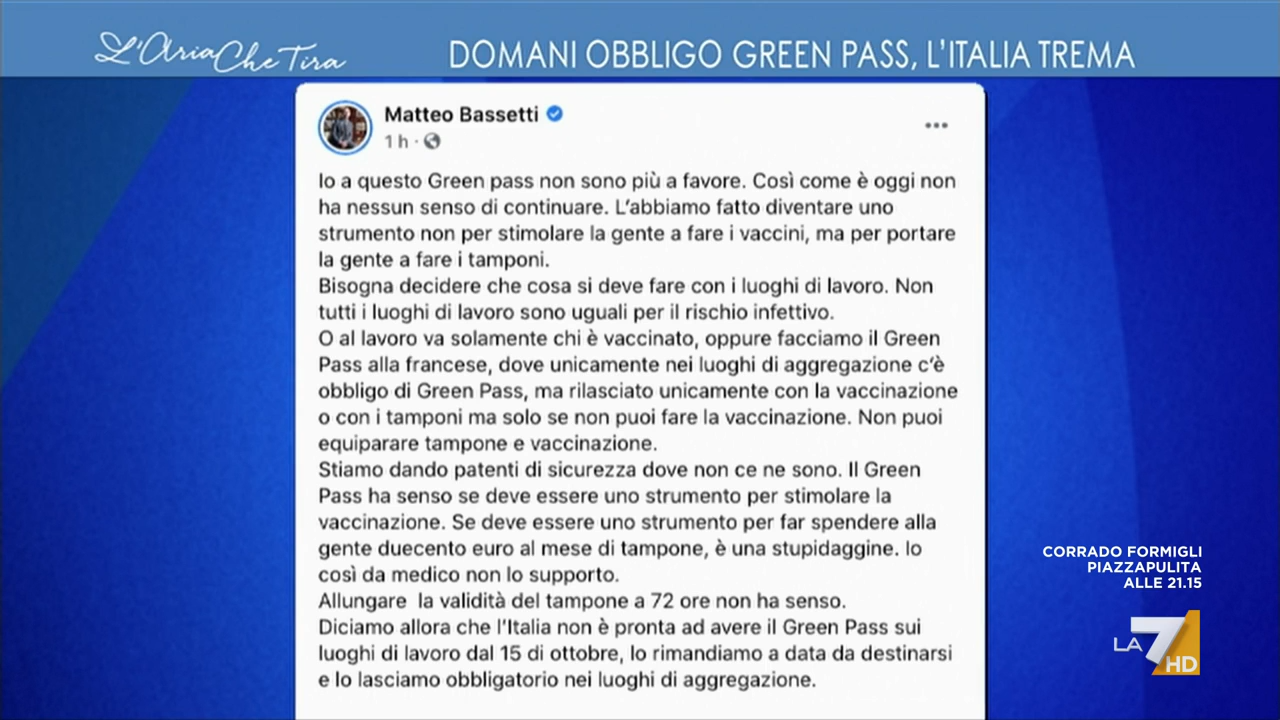 L'Aria Che Tira
DOMANI OBBLIGO GREEN PASS, L'ITALIA TREMA
Matteo Bassetti
1 h ·
Io a questo Green pass non sono più a favore. Così come è oggi non
ha nessun senso di continuare. L'abbiamo fatto diventare uno
strumento non per stimolare la gente a fare i vaccini, ma per portare
la gente a fare i tamponi.
Bisogna decidere che cosa si deve fare con i luoghi di lavoro. Non
tutti i luoghi di lavoro sono uguali per il rischio infettivo.
O al lavoro va solamente chi è vaccinato, oppure facciamo il Green
Pass alla francese, dove unicamente nei luoghi di aggregazione c'è
obbligo di Green Pass, ma rilasciato unicamente con la vaccinazione
o con i tamponi ma solo se non puoi fare la vaccinazione. Non puoi
equiparare tampone e vaccinazione.
Stiamo dando patenti di sicurezza dove non ce ne sono. Il Green
Pass ha senso se deve essere uno strumento per stimolare la
vaccinazione. Se deve essere uno strumento per far spendere alla
gente duecento euro al mese di tampone, è una stupidaggine. Io
così da medico non lo supporto.
Allungare  la validità del tampone a 72 ore non ha senso.
Diciamo allora che l'Italia non è pronta ad avere il Green Pass sui
luoghi di lavoro dal 15 di ottobre, lo rimandiamo a data da destinarsi
e lo lasciamo obbligatorio nei luoghi di aggregazione.
CORRADO FORMIGLI
PIAZZAPULITA
ALLE 21.15
LA 7 HD